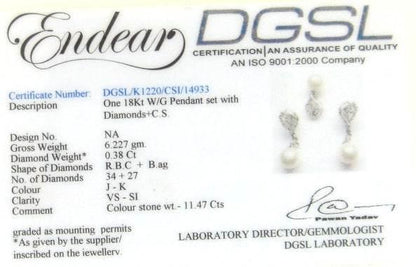 Endear DGSL
CERTIFICATION AN ASSURANCE OF QUALITY
AN ISO 9001:2000 Company
Certificate Number: DGSL/K1220/CSI/14933
Description One 18Kt W/G Pendant set with
Diamonds+C.S.
Design No. NA
Gross Weight 6.227 gm.
Diamond Weight* 0.38 Ct
Shape of Diamonds R.B.C + B.ag
No. of Diamonds 34 + 27
Colour J - K
Clarity VS - SI
Comment Colour stone wt. - 11.47 Cts.
graded as mounting permits
*As given by the supplier/
inscribed on the jewellery.
Pawan Yadav
LABORATORY DIRECTOR/GEMMOLOGIST
DGSL LABORATORY